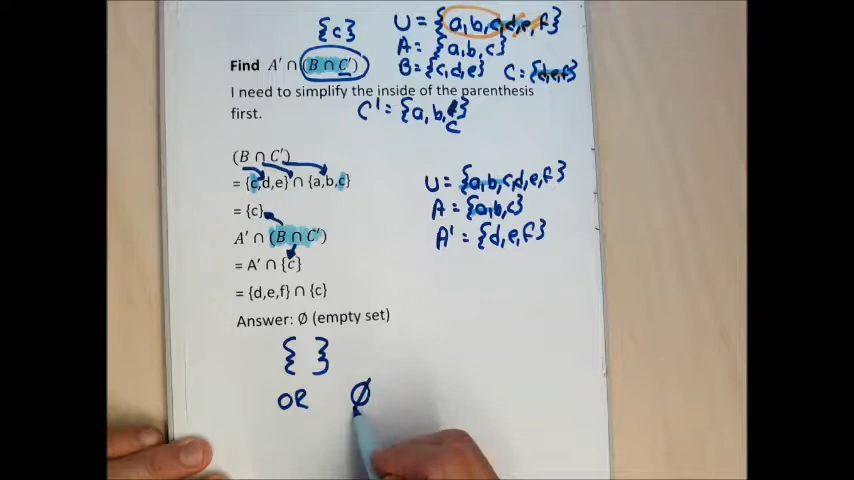 {c}
U = {a,b,c,d,e,f}
A = {a,b,c}
Find A′ ∩ (B ∩ C′)
B = {c,d,e} C = {d,e,f}
I need to simplify the inside of the parenthesis
first.
C' = {a,b,c}
(B ∩ C′)
= {c,d,e} ∩ {a,b,c}
= {c}
A′ ∩ (B ∩ C′)
= A′ ∩ {c}
= {d,e,f} ∩ {c}
Answer: ∅ (empty set)
{ }
OR ∅
U = {a,b,c,d,e,f}
A = {a,b,c}
A' = {d,e,f}